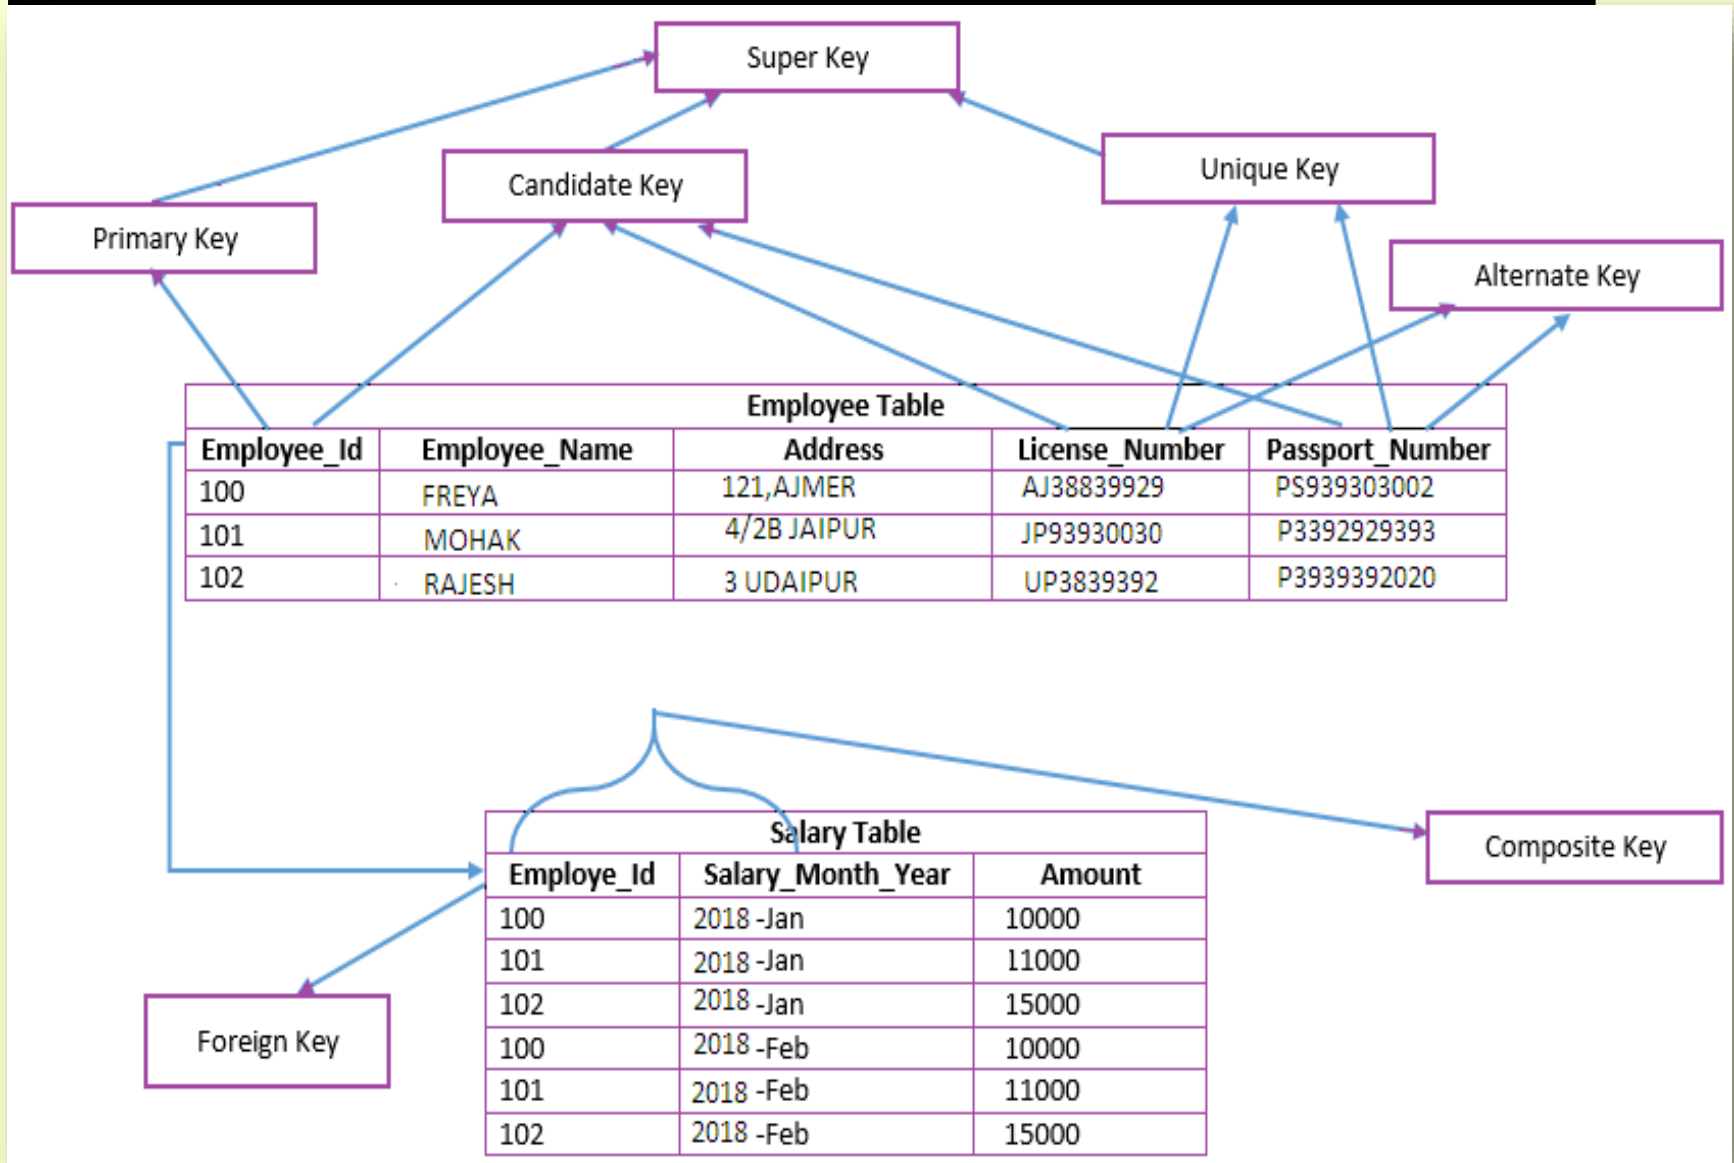 Super Key
Candidate Key
Unique Key
Primary Key
Alternate Key
Employee Table
Employee_Id Employee_Name Address License_Number Passport_Number
100 FREYA 121,AJMER AJ38839929 PS939303002
101 MOHAK 4/2B JAIPUR JP93930030 P3392929393
102 RAJESH 3 UDAIPUR UP3839392 P3939392020
Salary Table
Composite Key
Employe_Id Salary_Month_Year Amount
100 2018 -Jan 10000
101 2018 -Jan 11000
102 2018 -Jan 15000
Foreign Key
100 2018 -Feb 10000
101 2018 -Feb 11000
102 2018 -Feb 15000